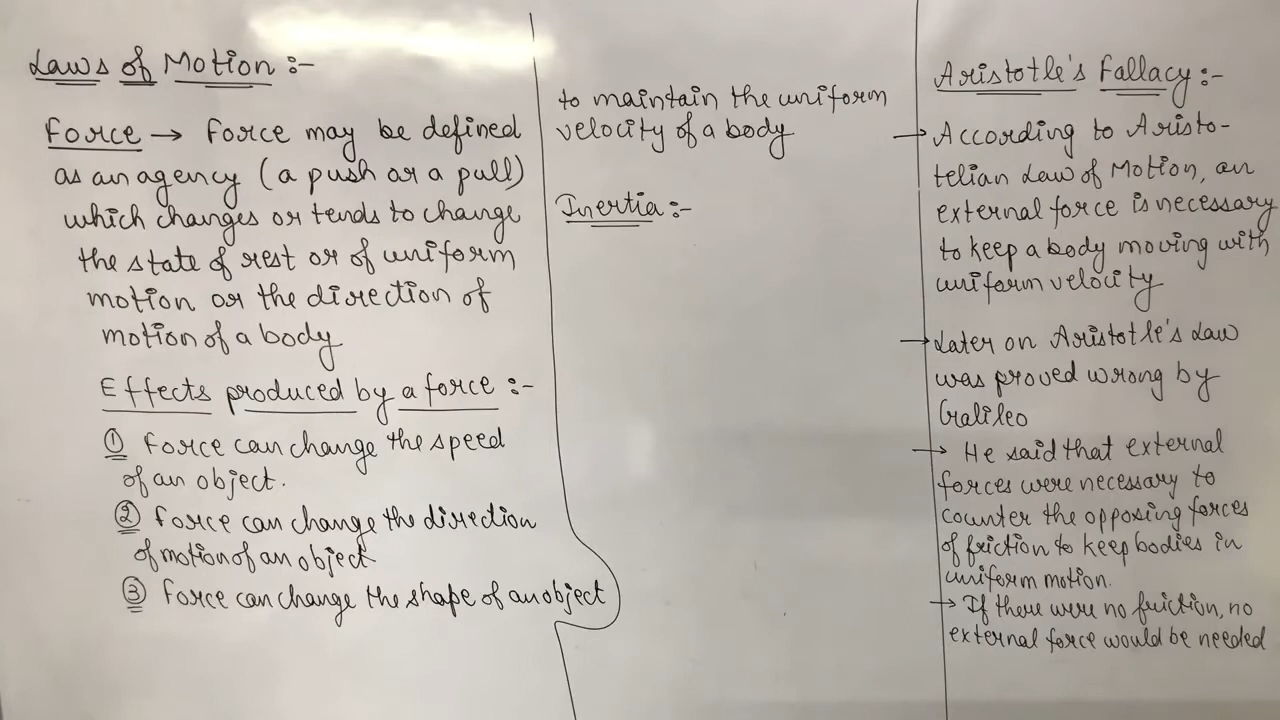 Laws of Motion :-
Force → Force may be defined
as an agency (a push or a pull)
which changes or tends to change
the state of rest or of uniform
motion or the direction of
motion of a body
Effects produced by a force :-
① Force can change the speed
of an object.
② Force can change the direction
of motion of an object
③ Force can change the shape of an object
Aristotle's Fallacy :-
→ According to Aristo-
telian Law of Motion, an
external force is necessary
to keep a body moving with
uniform velocity
→ Later on Aristotle's Law
was proved wrong by
Galileo
→ He said that external
forces were necessary to
counter the opposing forces
of friction to keep bodies in
uniform motion.
→ If there were no friction, no
external force would be needed
to maintain the uniform
velocity of a body
Inertia :-